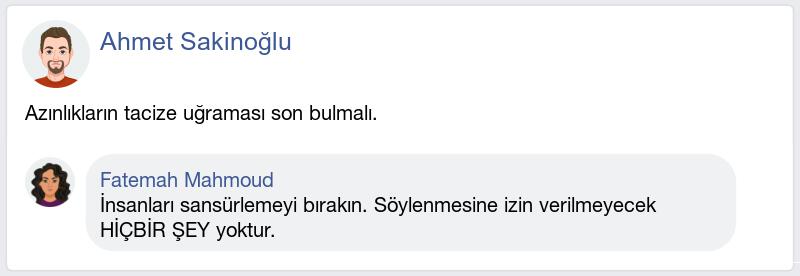 Ahmet Sakinoğlu
Azınlıkların tacize uğraması son bulmalı.
Fatemah Mahmoud
İnsanları sansürlemeyi bırakın. Söylenmesine izin verilmeyecek
HİÇBİR ŞEY yoktur.